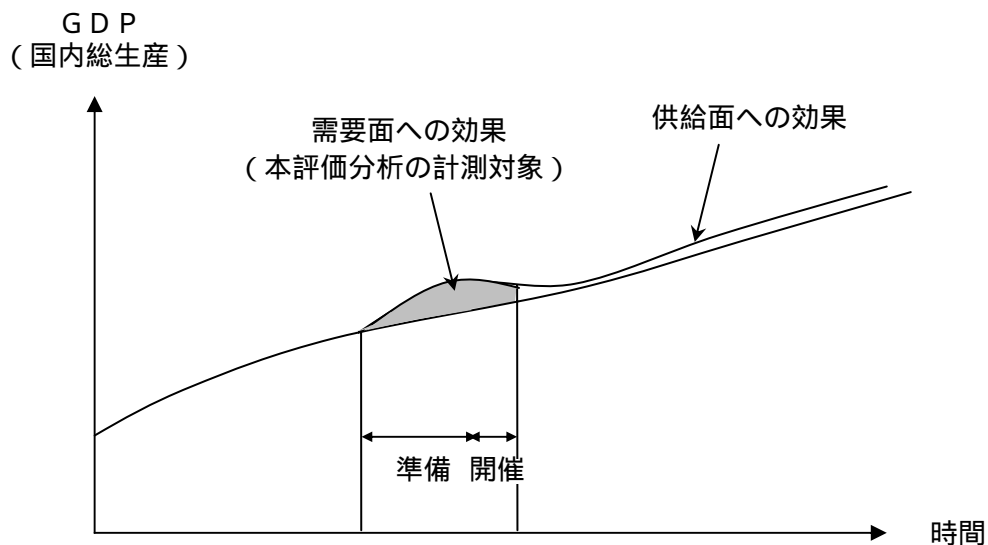 ＧＤＰ
（国内総生産）
需要面への効果
（本評価分析の計測対象）
供給面への効果
準備 開催
時間